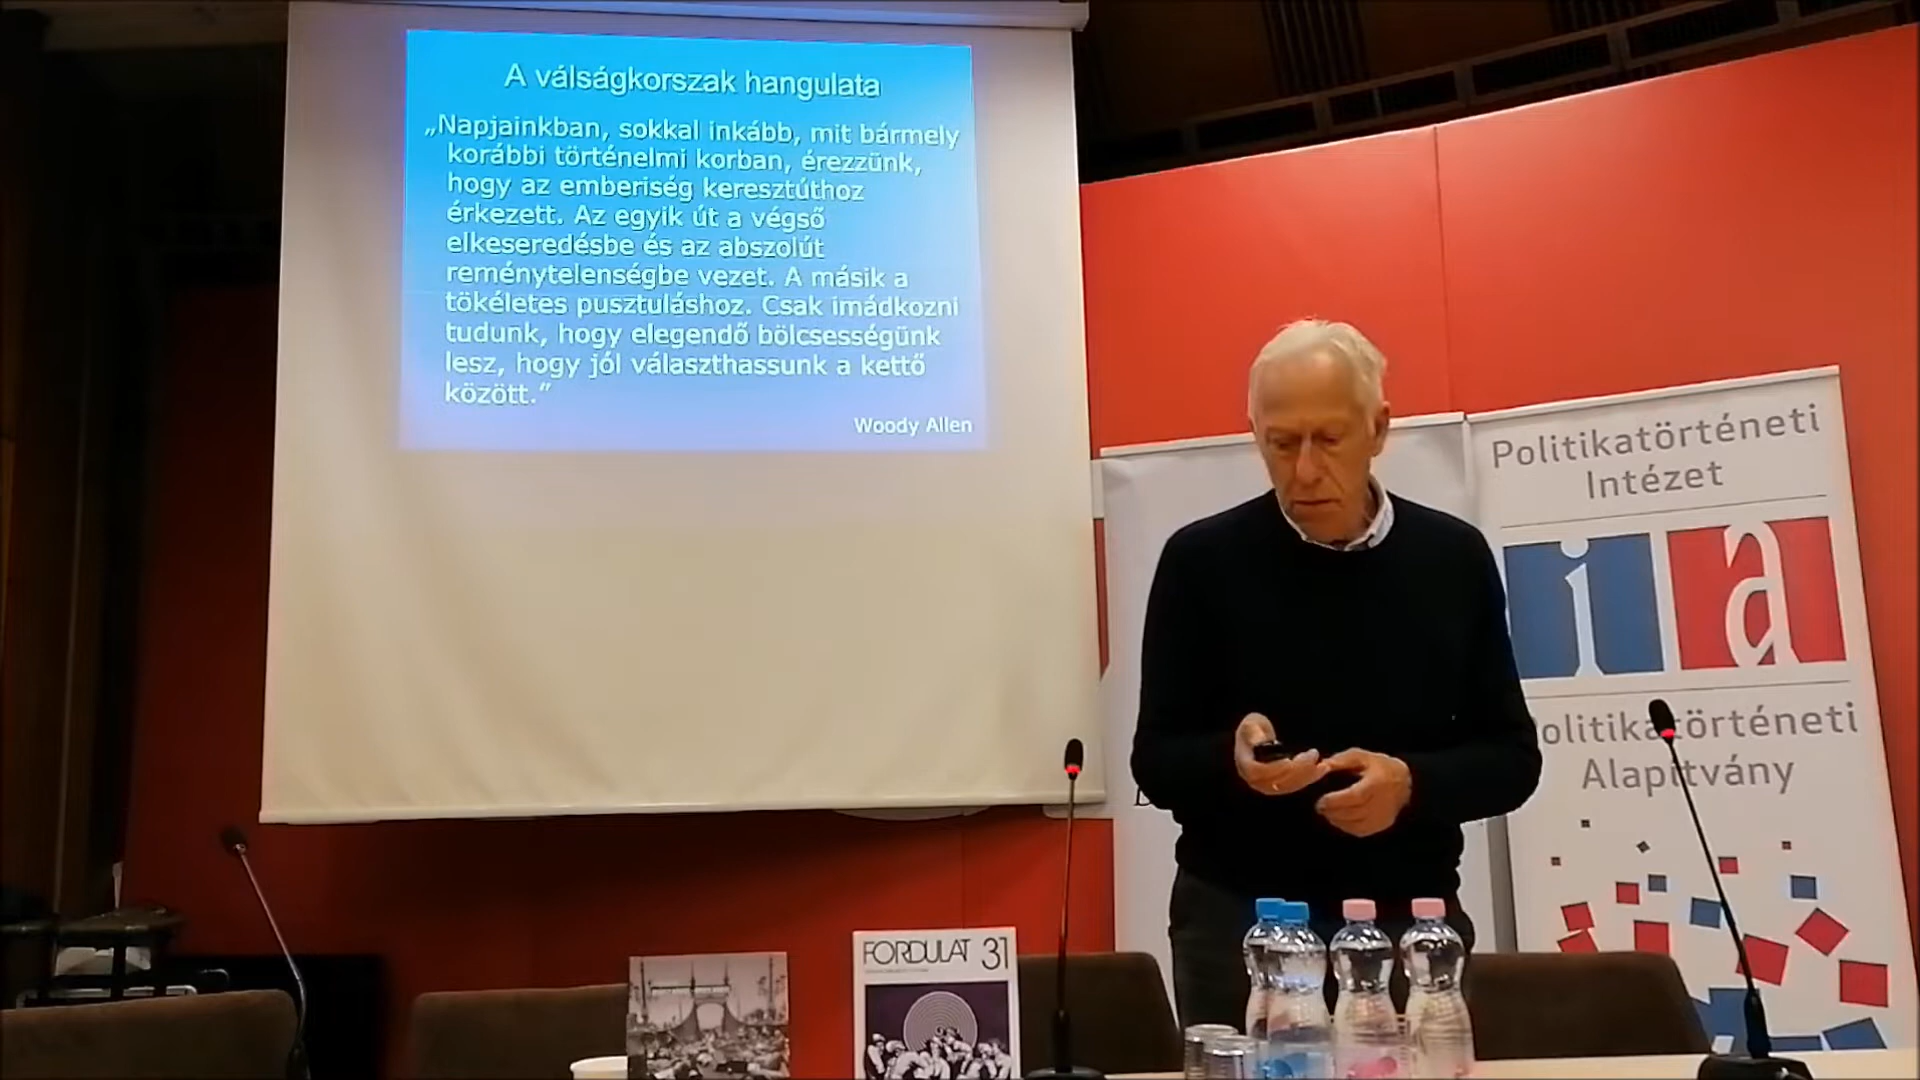 A válságkorszak hangulata
„Napjainkban, sokkal inkább, mit bármely
korábbi történelmi korban, érezzünk,
hogy az emberiség keresztúthoz
érkezett. Az egyik út a végső
elkeseredésbe és az abszolút
reménytelenségbe vezet. A másik a
tökéletes pusztuláshoz. Csak imádkozni
tudunk, hogy elegendő bölcsességünk
lesz, hogy jól választhassunk a kettő
között.”
Woody Allen
Politikatörténeti
Intézet
i a
olitikatörténeti
Alapítvány
FORDULAT 31